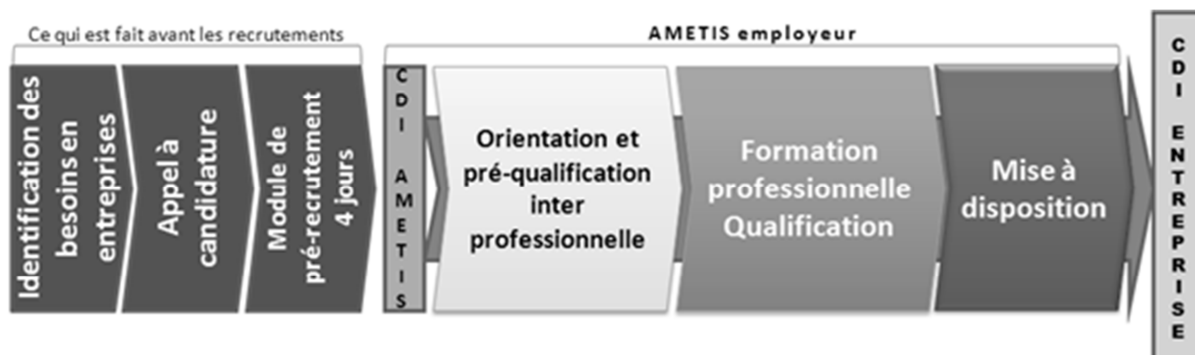 Ce qui est fait avant les recrutements
AMETIS employeur
Identification des
besoins en
entreprises
Appel à
candidature
Module de
pré-recrutement
4 jours
CDI AMETIS
Orientation et
pré-qualification
inter
professionnelle
Formation
professionnelle
Qualification
Mise à
disposition
CDI ENTREPRISE